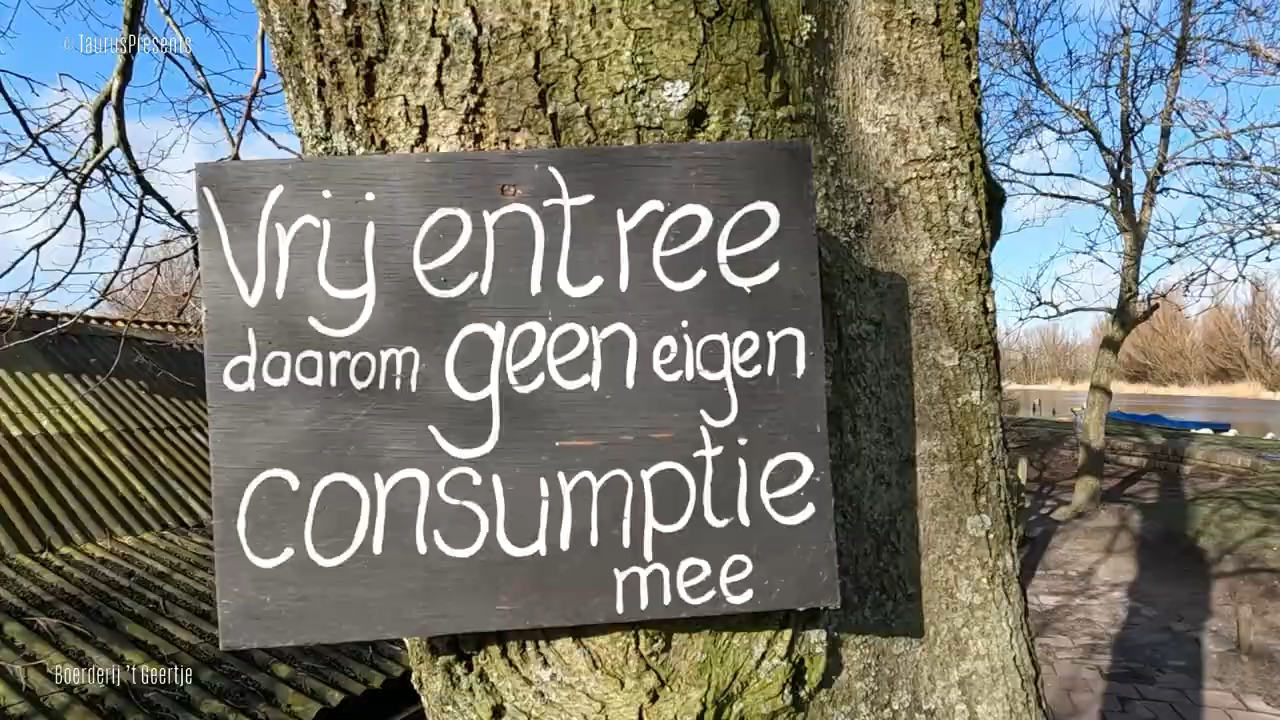 © TaurusPresents
Vrij entree
daarom geen eigen
consumptie
mee
Boerderij 't Geertje